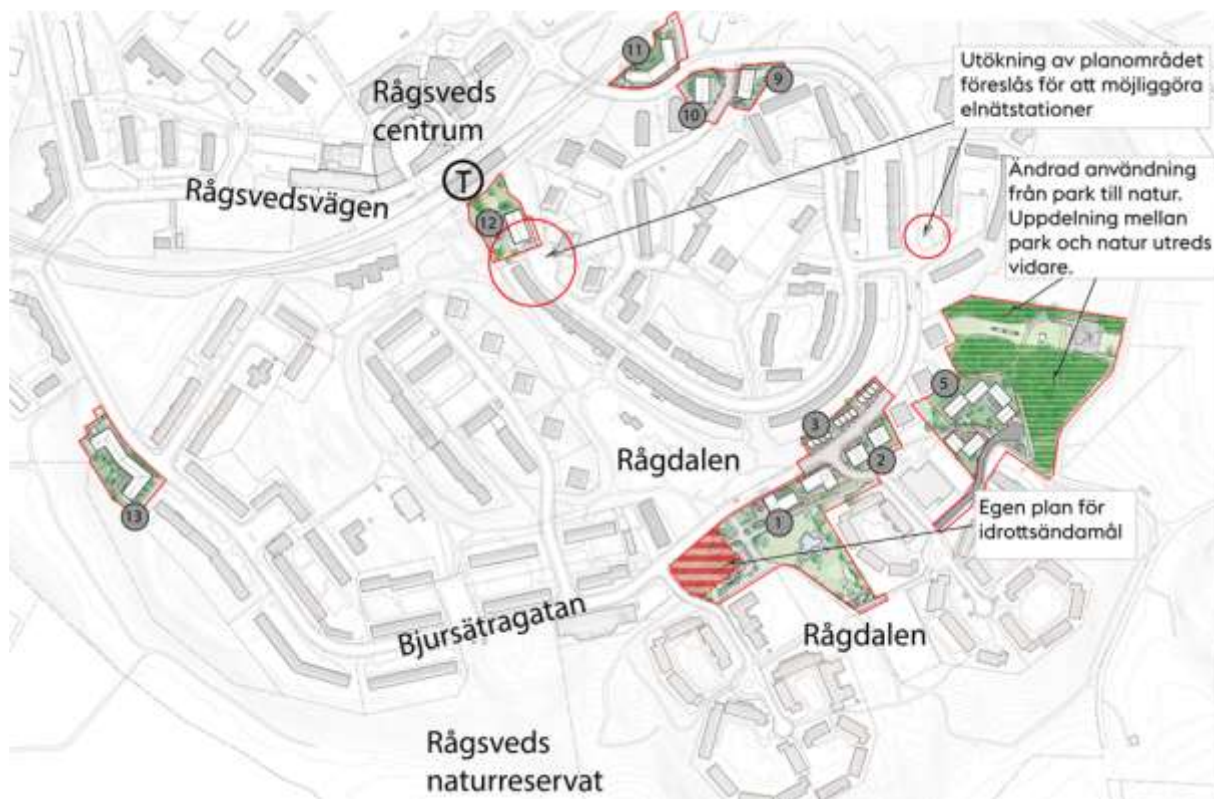 11
9
10
Utökning av planområdet
föreslås för att möjliggöra
elnätstationer
Rågsveds
centrum
T
Rågsvedsvägen
12
Ändrad användning
från park till natur.
Uppdelning mellan
park och natur utreds
vidare.
5
3
2
Rågdalen
13
1
Egen plan för
idrottsändamål
Bjursätragatan
Rågdalen
Rågsveds
naturreservat